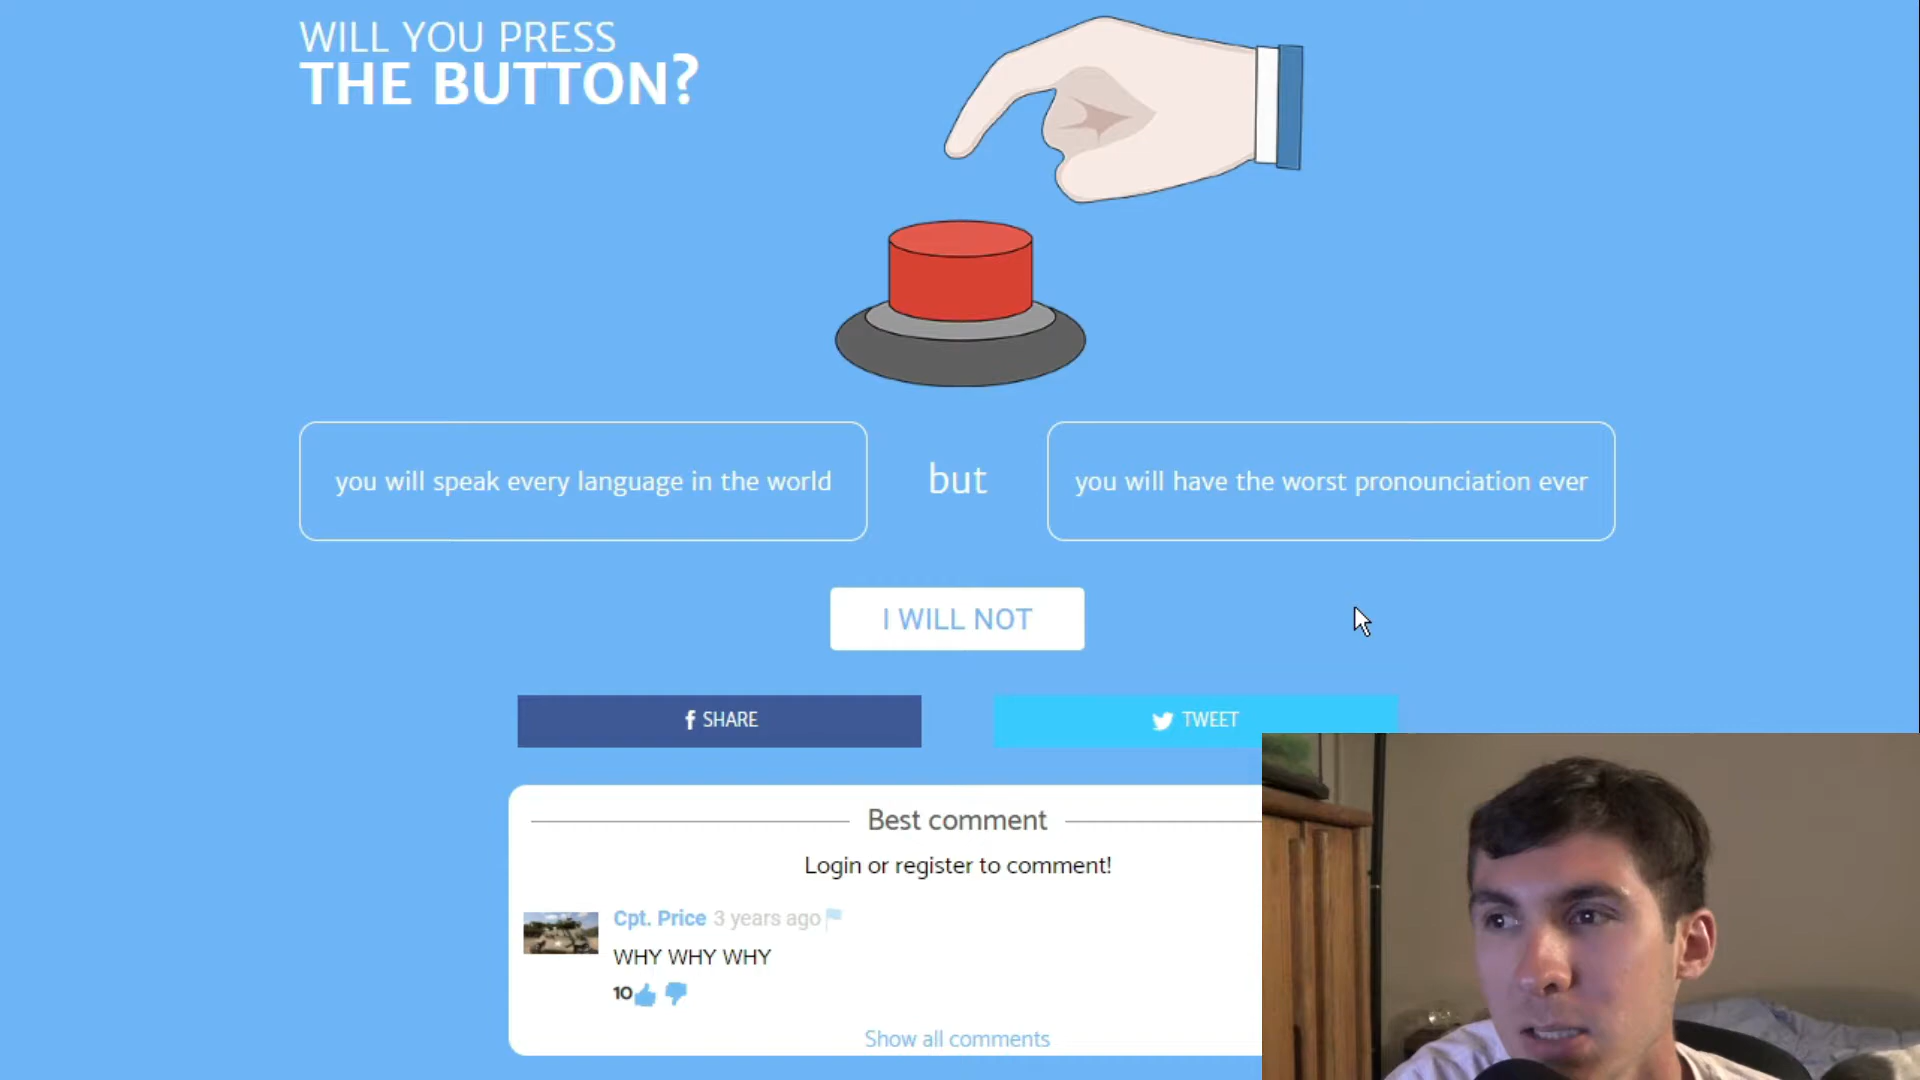 WILL YOU PRESS
THE BUTTON?
you will speak every language in the world
but
you will have the worst pronounciation ever
I WILL NOT
f SHARE
TWEET
Best comment
Login or register to comment!
Cpt. Price 3 years ago
WHY WHY WHY
10
Show all comments